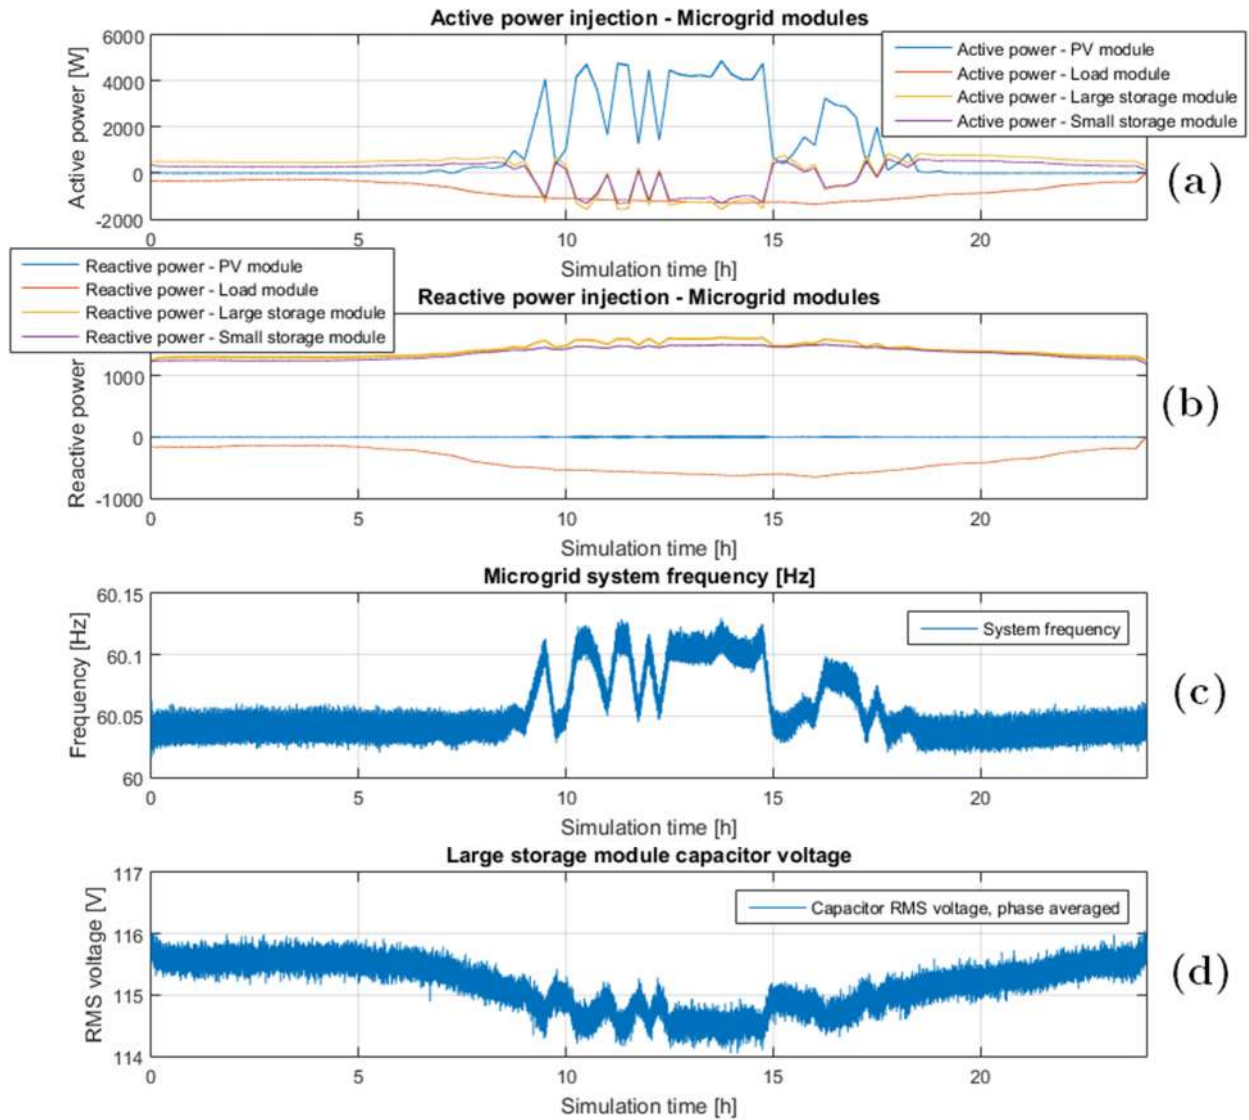 Active power injection - Microgrid modules
6000
4000
2000
0
-2000
Active power [W]
Active power - PV module
Active power - Load module
Active power - Large storage module
Active power - Small storage module
(a)
0 5 10 15 20
Simulation time [h]
Reactive power - PV module
Reactive power - Load module
Reactive power - Large storage module
Reactive power - Small storage module
Reactive power injection - Microgrid modules
1000
0
-1000
Reactive power
(b)
0 5 10 15 20
Simulation time [h]
Microgrid system frequency [Hz]
60.15
60.1
60.05
60
Frequency [Hz]
System frequency
(c)
0 5 10 15 20
Simulation time [h]
Large storage module capacitor voltage
117
116
115
114
RMS voltage [V]
Capacitor RMS voltage, phase averaged
(d)
0 5 10 15 20
Simulation time [h]